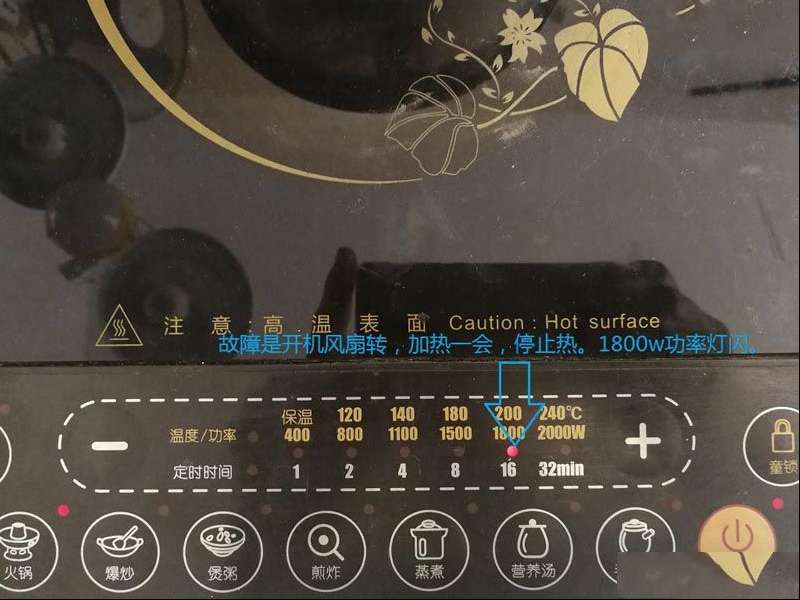 注 意：高 温 表 面 Caution : Hot surface
故障是开机风扇转，加热一会，停止热。1800w功率灯闪。
保温 120 140 180 200 240℃
温度/功率 400 800 1100 1500 1800 2000W
定时时间 1 2 4 8 16 32min
火锅 爆炒 煲粥 煎炸 蒸煮 营养汤 童锁